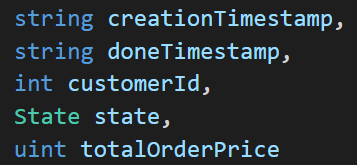 string creationTimestamp,
string doneTimestamp,
int customerId,
State state,
uint totalOrderPrice